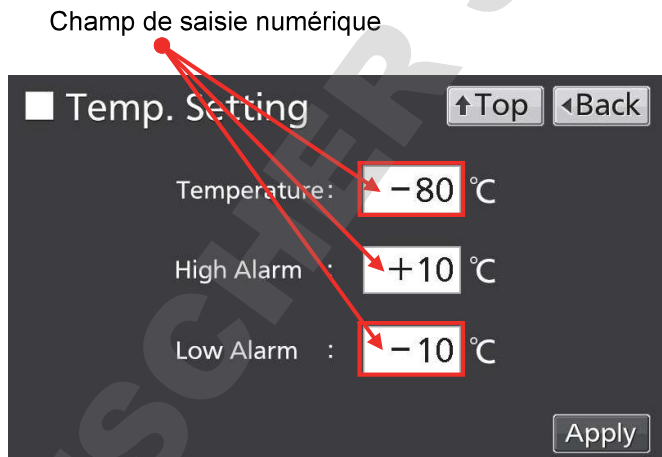 Champ de saisie numérique
Temp. Setting
↑Top
◂Back
Temperature: −80 ℃
High Alarm : +10 ℃
Low Alarm : −10 ℃
Apply